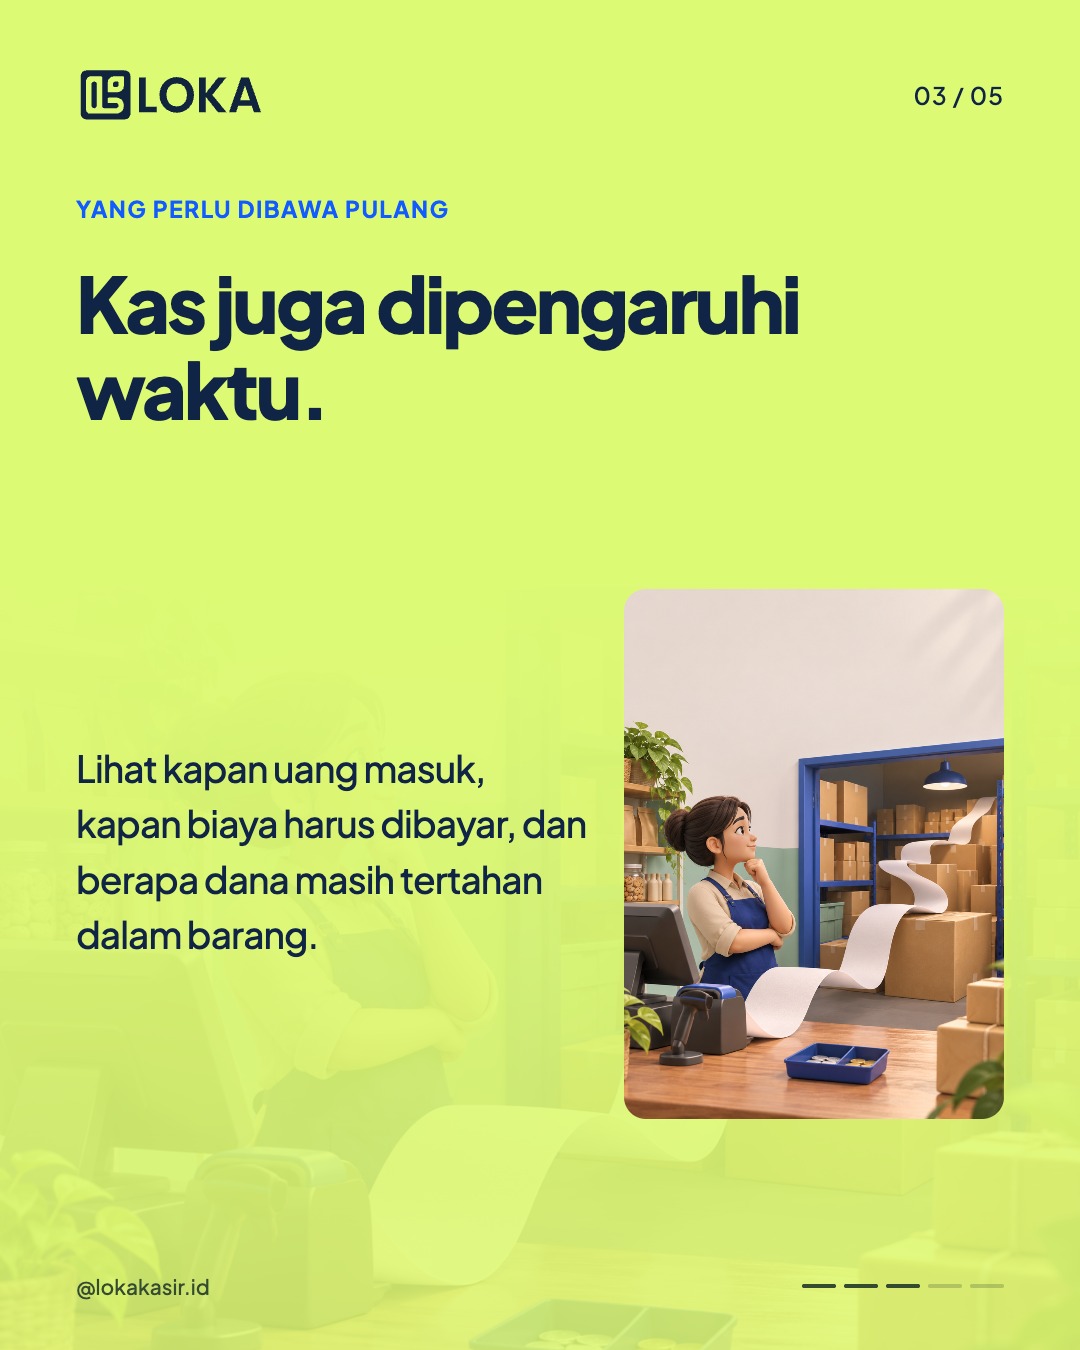 LOKA
03 / 05
YANG PERLU DIBAWA PULANG
Kas juga dipengaruhi
waktu.
Lihat kapan uang masuk,
kapan biaya harus dibayar, dan
berapa dana masih tertahan
dalam barang.
@lokakasir.id